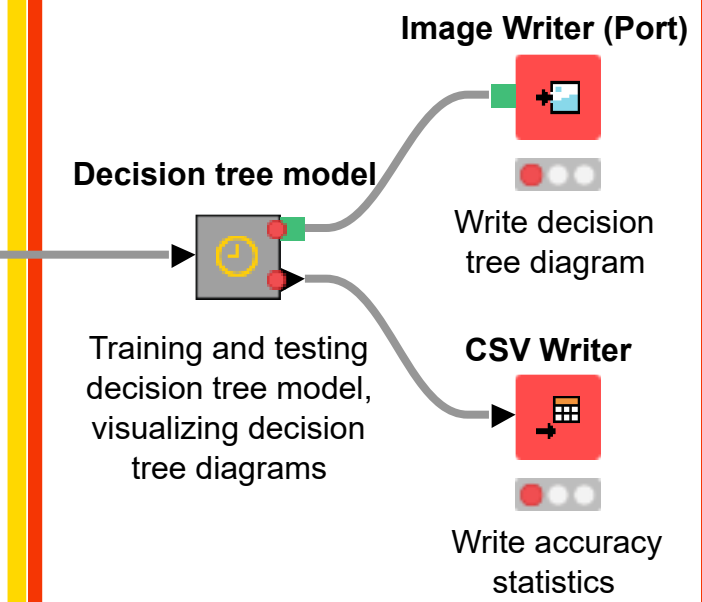 Image Writer (Port)
Decision tree model
Write decision
tree diagram
Training and testing
decision tree model,
visualizing decision
tree diagrams
CSV Writer
Write accuracy
statistics